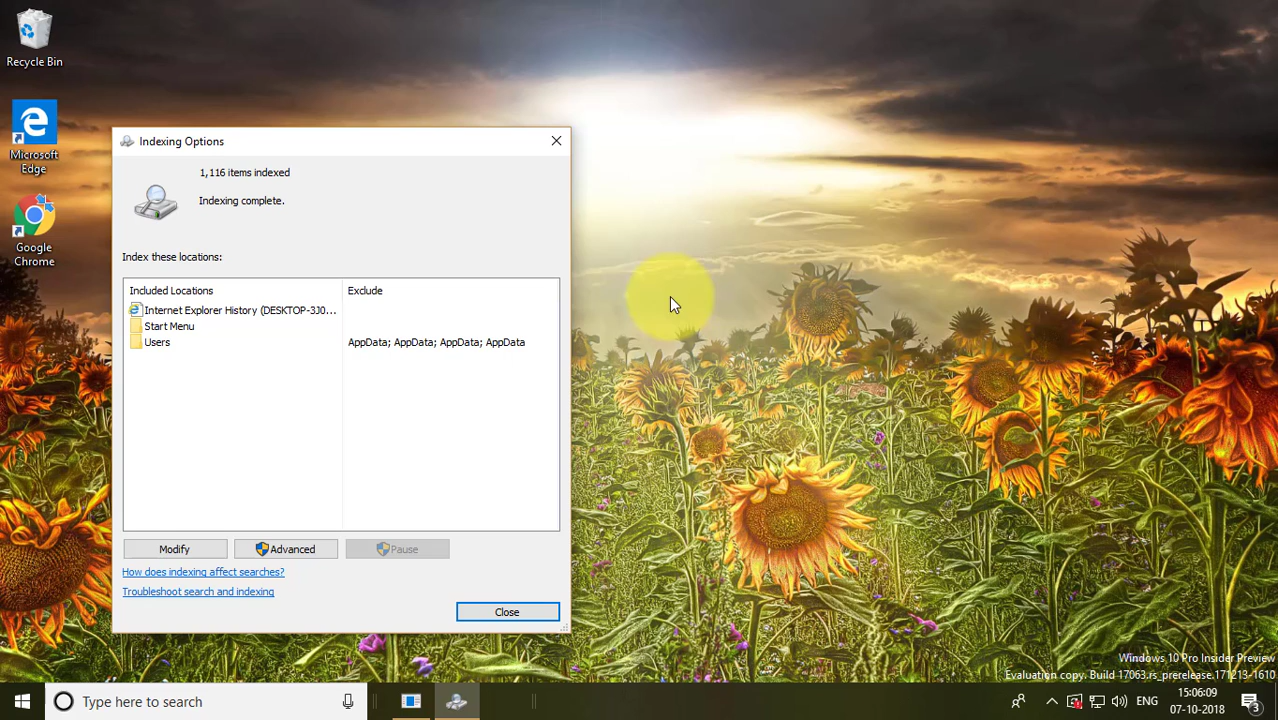 Recycle Bin
Microsoft
Edge
Google
Chrome
Indexing Options
1,116 items indexed
Indexing complete.
Index these locations:
Included Locations
Exclude
Internet Explorer History (DESKTOP-3J0...
Start Menu
Users
AppData; AppData; AppData; AppData
Modify
Advanced
Pause
How does indexing affect searches?
Troubleshoot search and indexing
Close
Windows 10 Pro Insider Preview
Evaluation copy. Build 17063.rs_prerelease.171213-1610
Type here to search
ENG
15:06:09
07-10-2018
3